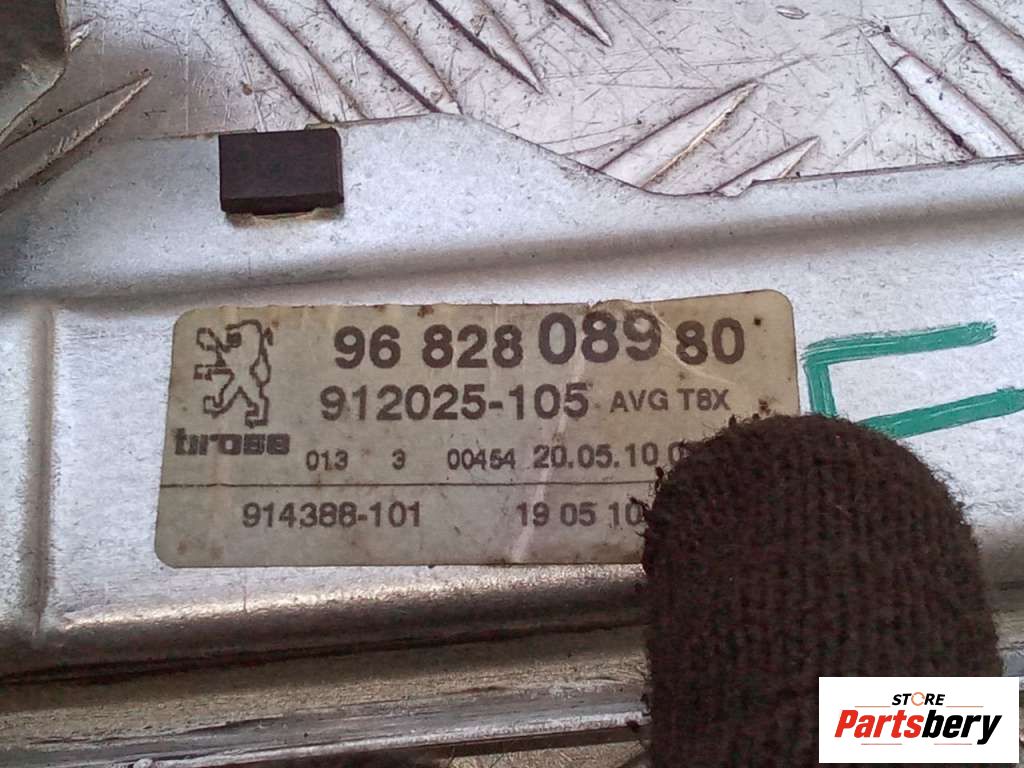 96 828 089 80
912025-105 AVG T8X
brose
013 3 00454 20.05.10
914388-101 19 05 10
STORE
Partsbery